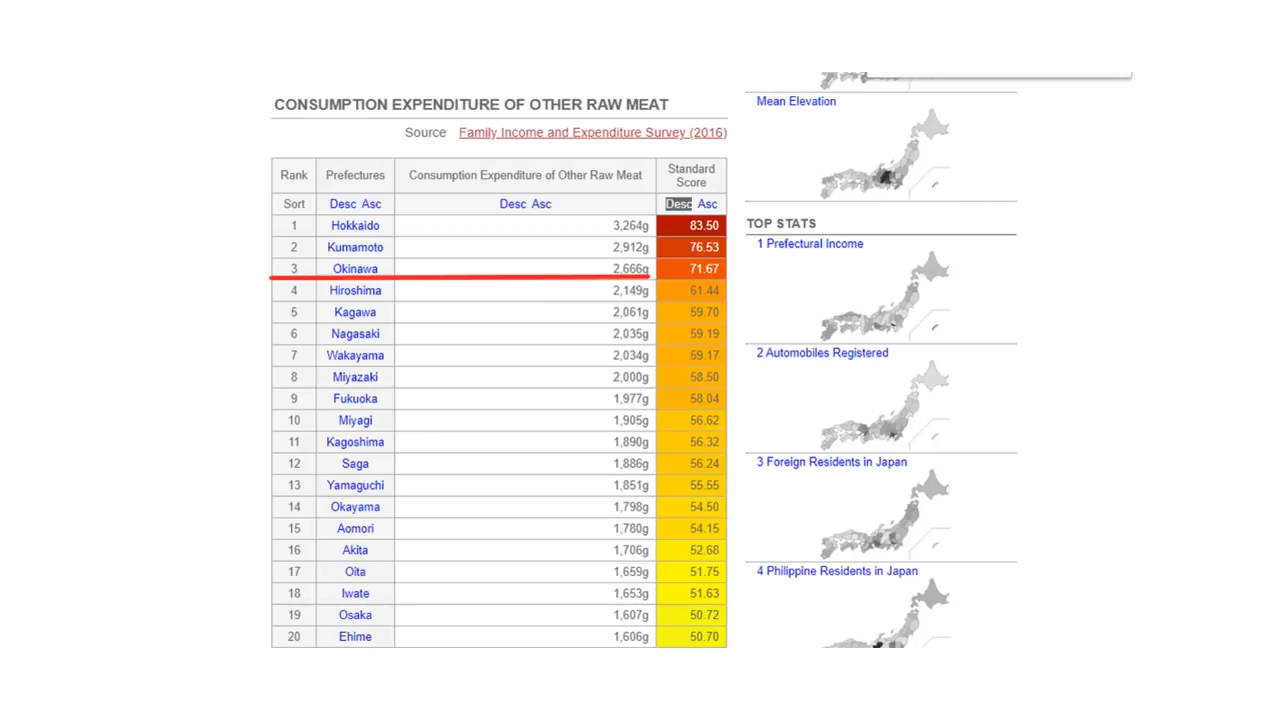 CONSUMPTION EXPENDITURE OF OTHER RAW MEAT
Source Family Income and Expenditure Survey (2016)
Rank Prefectures Consumption Expenditure of Other Raw Meat Standard Score
Sort Desc Asc Desc Asc Desc Asc
1 Hokkaido 3,264g 83.50
2 Kumamoto 2,912g 76.53
3 Okinawa 2,666g 71.67
4 Hiroshima 2,149g 61.44
5 Kagawa 2,061g 59.70
6 Nagasaki 2,035g 59.19
7 Wakayama 2,034g 59.17
8 Miyazaki 2,000g 58.50
9 Fukuoka 1,977g 58.04
10 Miyagi 1,905g 56.62
11 Kagoshima 1,890g 56.32
12 Saga 1,886g 56.24
13 Yamaguchi 1,851g 55.55
14 Okayama 1,798g 54.50
15 Aomori 1,780g 54.15
16 Akita 1,706g 52.68
17 Oita 1,659g 51.75
18 Iwate 1,653g 51.63
19 Osaka 1,607g 50.72
20 Ehime 1,606g 50.70
Mean Elevation
TOP STATS
1 Prefectural Income
2 Automobiles Registered
3 Foreign Residents in Japan
4 Philippine Residents in Japan